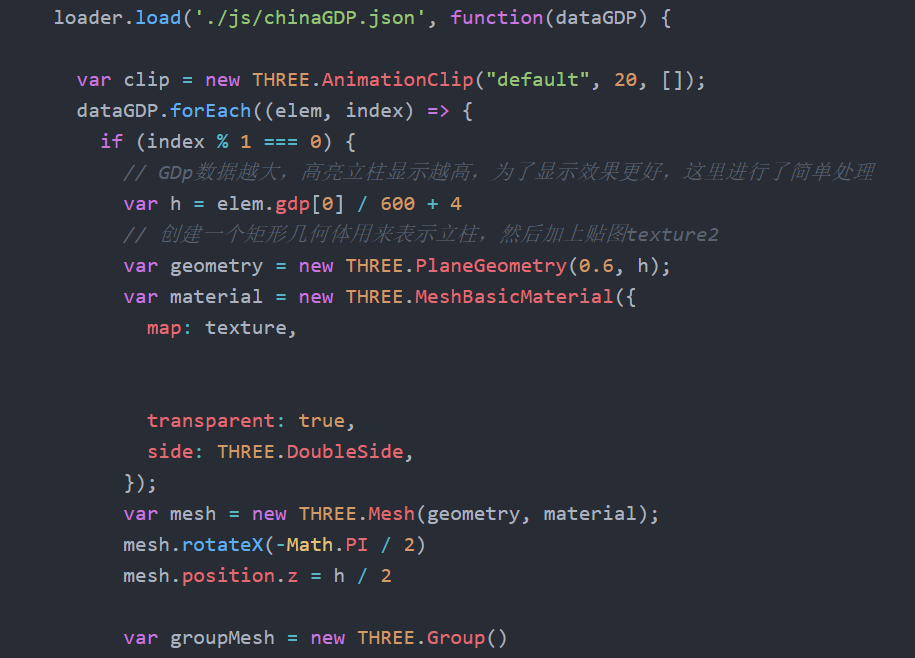 loader.load('./js/chinaGDP.json', function(dataGDP) {
var clip = new THREE.AnimationClip("default", 20, []);
dataGDP.forEach((elem, index) => {
if (index % 1 === 0) {
// GDp数据越大，高亮立柱显示越高，为了显示效果更好，这里进行了简单处理
var h = elem.gdp[0] / 600 + 4
// 创建一个矩形几何体用来表示立柱，然后加上贴图texture2
var geometry = new THREE.PlaneGeometry(0.6, h);
var material = new THREE.MeshBasicMaterial({
map: texture,
transparent: true,
side: THREE.DoubleSide,
});
var mesh = new THREE.Mesh(geometry, material);
mesh.rotateX(-Math.PI / 2)
mesh.position.z = h / 2
var groupMesh = new THREE.Group()